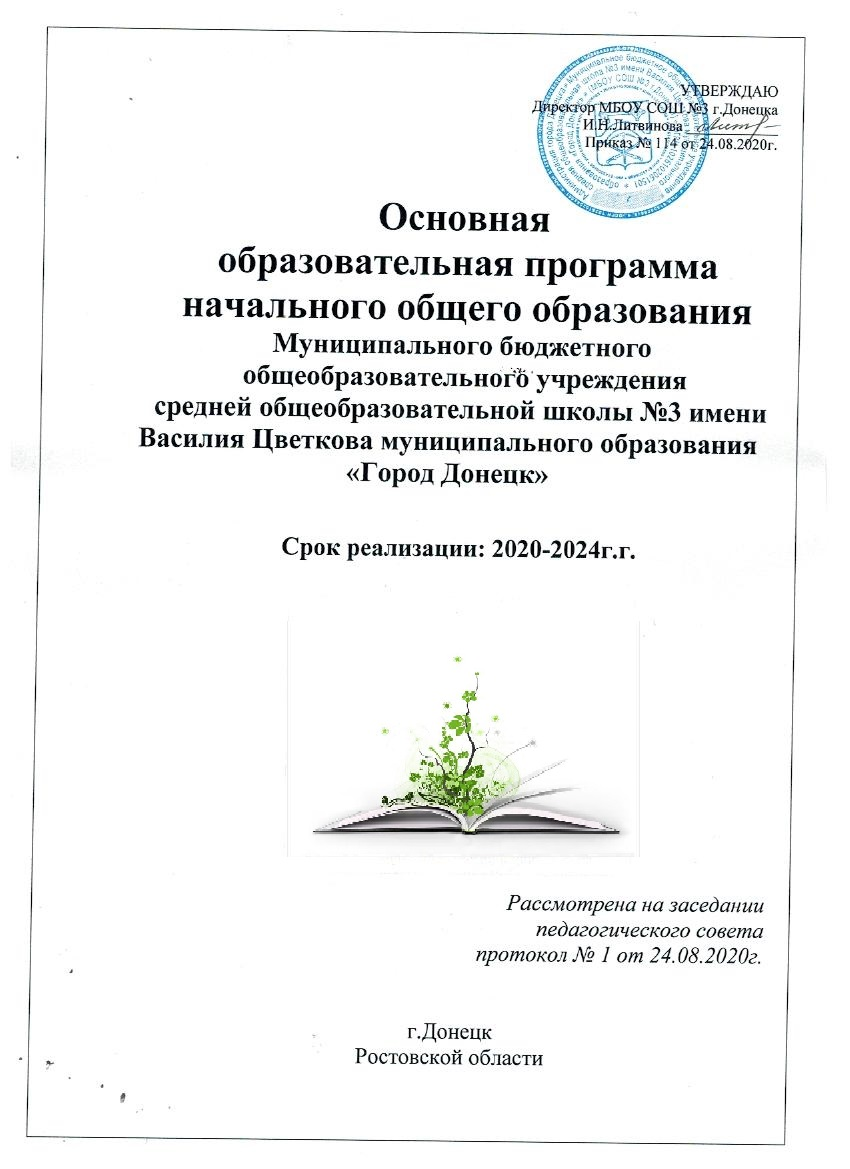 УТВЕРЖДАЮ
Директор МБОУ СОШ №3 г.Донецка
И.Н.Литвинова
Приказ № 114 от 24.08.2020г.
Основная
образовательная программа
начального общего образования
Муниципального бюджетного
общеобразовательного учреждения
средней общеобразовательной школы №3 имени
Василия Цветкова муниципального образования
«Город Донецк»
Срок реализации: 2020-2024г.г.
Рассмотрена на заседании
педагогического совета
протокол № 1 от 24.08.2020г.
г.Донецк
Ростовской области